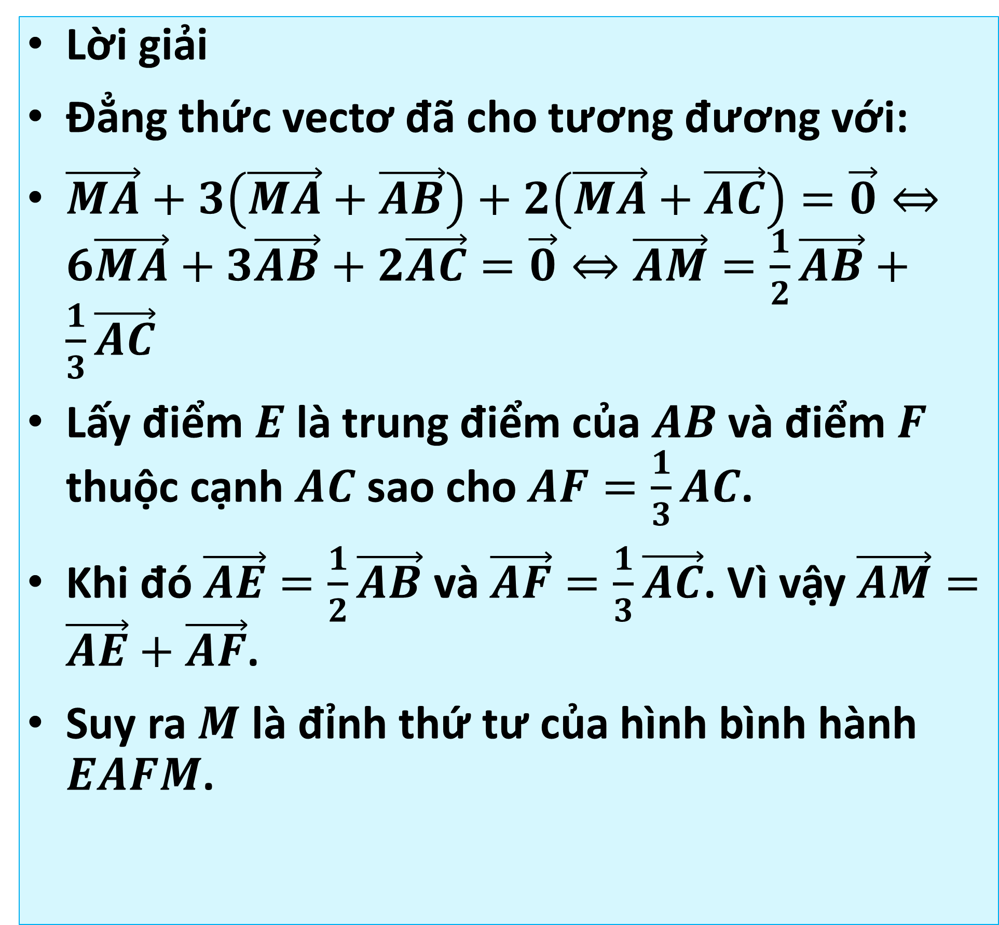 • Lời giải
• Đẳng thức vectơ đã cho tương đương với:
• $\overrightarrow{MA} + 3\left(\overrightarrow{MA} + \overrightarrow{AB}\right) + 2\left(\overrightarrow{MA} + \overrightarrow{AC}\right) = \overrightarrow{0} \Leftrightarrow$
$6\overrightarrow{MA} + 3\overrightarrow{AB} + 2\overrightarrow{AC} = \overrightarrow{0} \Leftrightarrow \overrightarrow{AM} = \frac{1}{2}\overrightarrow{AB} +$
$\frac{1}{3}\overrightarrow{AC}$
• Lấy điểm $E$ là trung điểm của $AB$ và điểm $F$
thuộc cạnh $AC$ sao cho $AF = \frac{1}{3}AC$.
• Khi đó $\overrightarrow{AE} = \frac{1}{2}\overrightarrow{AB}$ và $\overrightarrow{AF} = \frac{1}{3}\overrightarrow{AC}$. Vì vậy $\overrightarrow{AM} =$
$\overrightarrow{AE} + \overrightarrow{AF}$.
• Suy ra $M$ là đỉnh thứ tư của hình bình hành
$EAFM$.